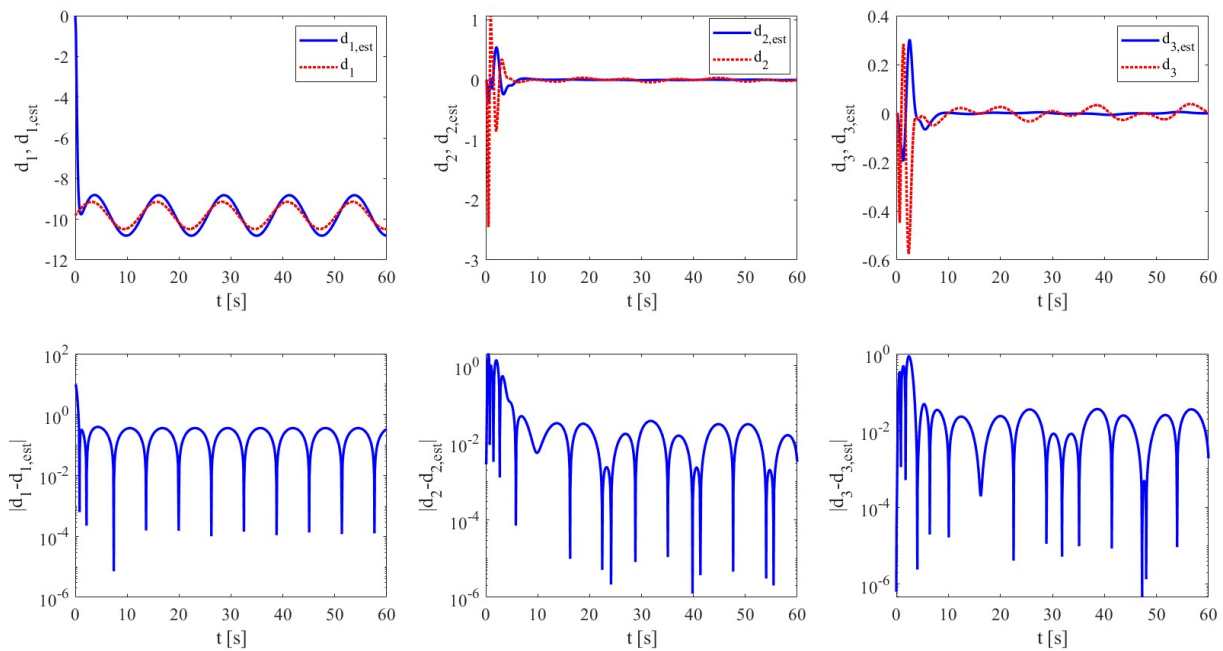 0
-2
-4
-6
-8
-10
-12
d1, d1,est
d1,est
d1
0 10 20 30 40 50 60
t [s]
1
0
-1
-2
-3
d2, d2,est
d2,est
d2
0 10 20 30 40 50 60
t [s]
0.4
0.2
0
-0.2
-0.4
-0.6
d3, d3,est
d3,est
d3
0 10 20 30 40 50 60
t [s]
10^2
10^0
10^-2
10^-4
10^-6
|d1-d1,est|
0 10 20 30 40 50 60
t [s]
10^0
10^-2
10^-4
10^-6
|d2-d2,est|
0 10 20 30 40 50 60
t [s]
10^0
10^-2
10^-4
10^-6
|d3-d3,est|
0 10 20 30 40 50 60
t [s]